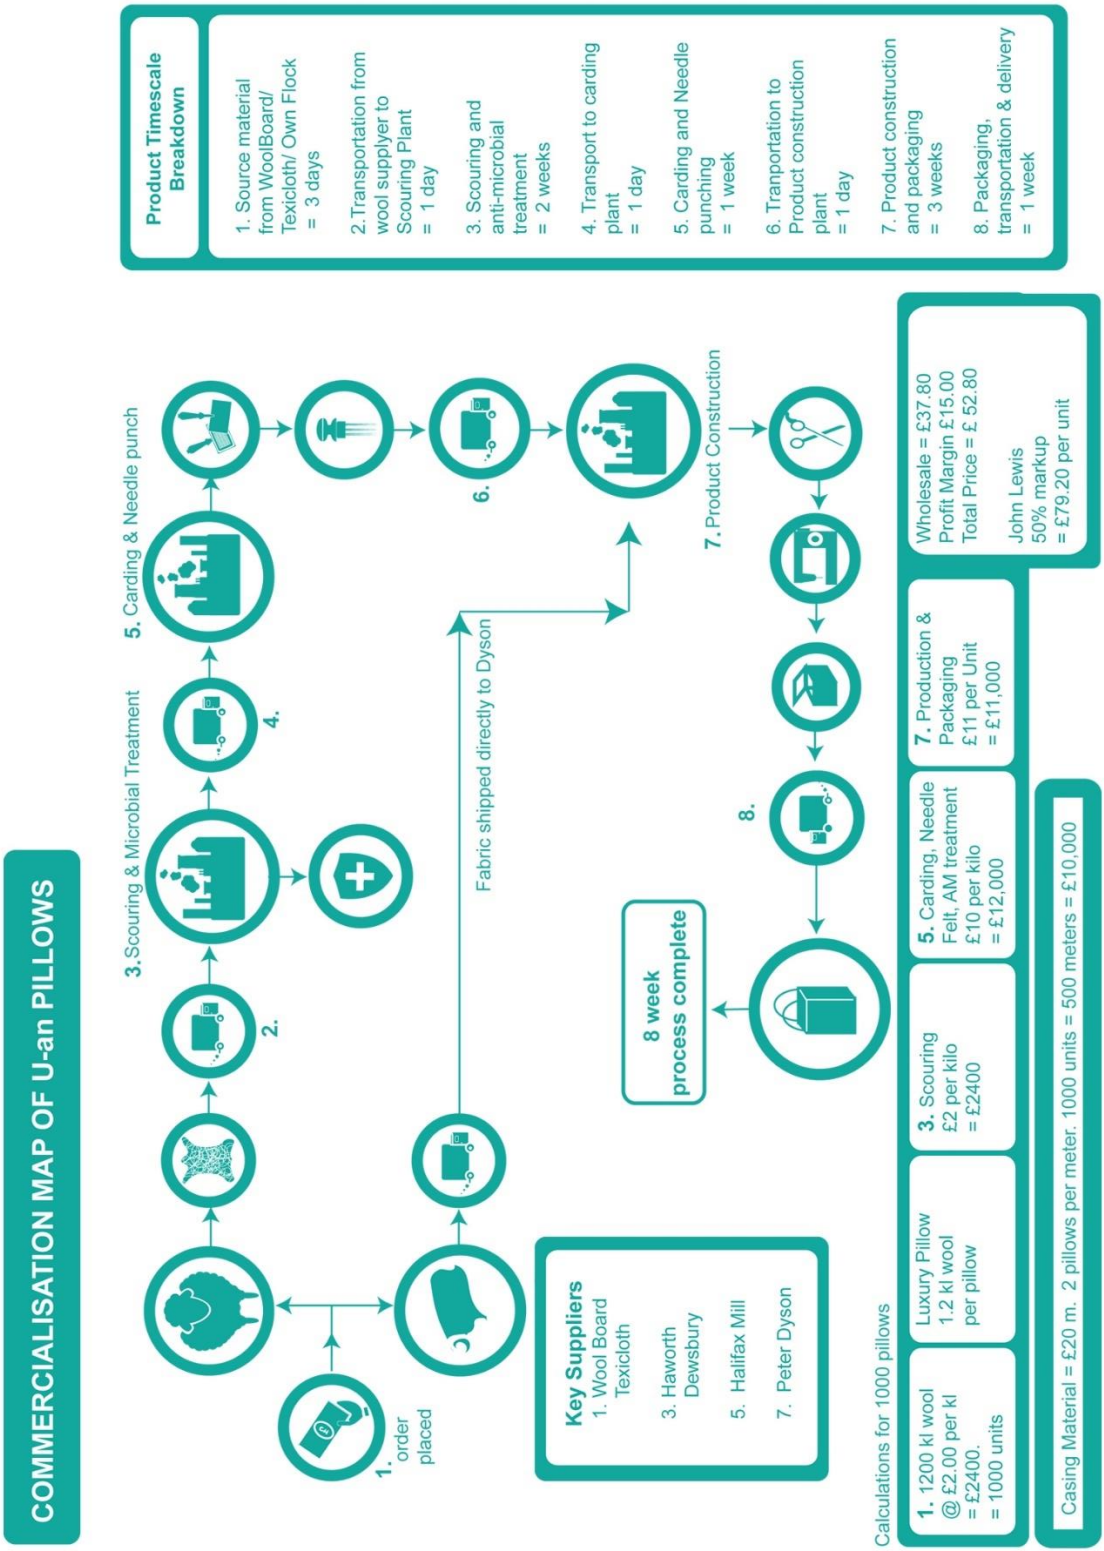 COMMERCIALISATION MAP OF U-an PILLOWS
1. order
placed
2.
3. Scouring & Microbial Treatment
4.
5. Carding & Needle punch
6.
Fabric shipped directly to Dyson
7. Product Construction
8.
8 week
process complete
Key Suppliers
1. Wool Board
Texicloth
3. Haworth
Dewsbury
5. Halifax Mill
7. Peter Dyson
Product Timescale
Breakdown
1. Source material
from WoolBoard/
Texicloth/ Own Flock
= 3 days
2.Transportation from
wool supplyer to
Scouring Plant
= 1 day
3. Scouring and
anti-microbial
treatment
= 2 weeks
4. Transport to carding
plant
= 1 day
5. Carding and Needle
punching
= 1 week
6. Tranportation to
Product construction
plant
= 1 day
7. Product construction
and packaging
= 3 weeks
8. Packaging,
transportation & delivery
= 1 week
Calculations for 1000 pillows
1. 1200 kl wool
@ £2.00 per kl
= £2400.
= 1000 units
Luxury Pillow
1.2 kl wool
per pillow
3. Scouring
£2 per kilo
= £2400
5. Carding, Needle
Felt, AM treatment
£10 per kilo
= £12,000
7. Production &
Packaging
£11 per Unit
= £11,000
Wholesale = £37.80
Profit Margin £15.00
Total Price = £ 52.80
John Lewis
50% markup
= £79.20 per unit
Casing Material = £20 m. 2 pillows per meter. 1000 units = 500 meters = £10,000